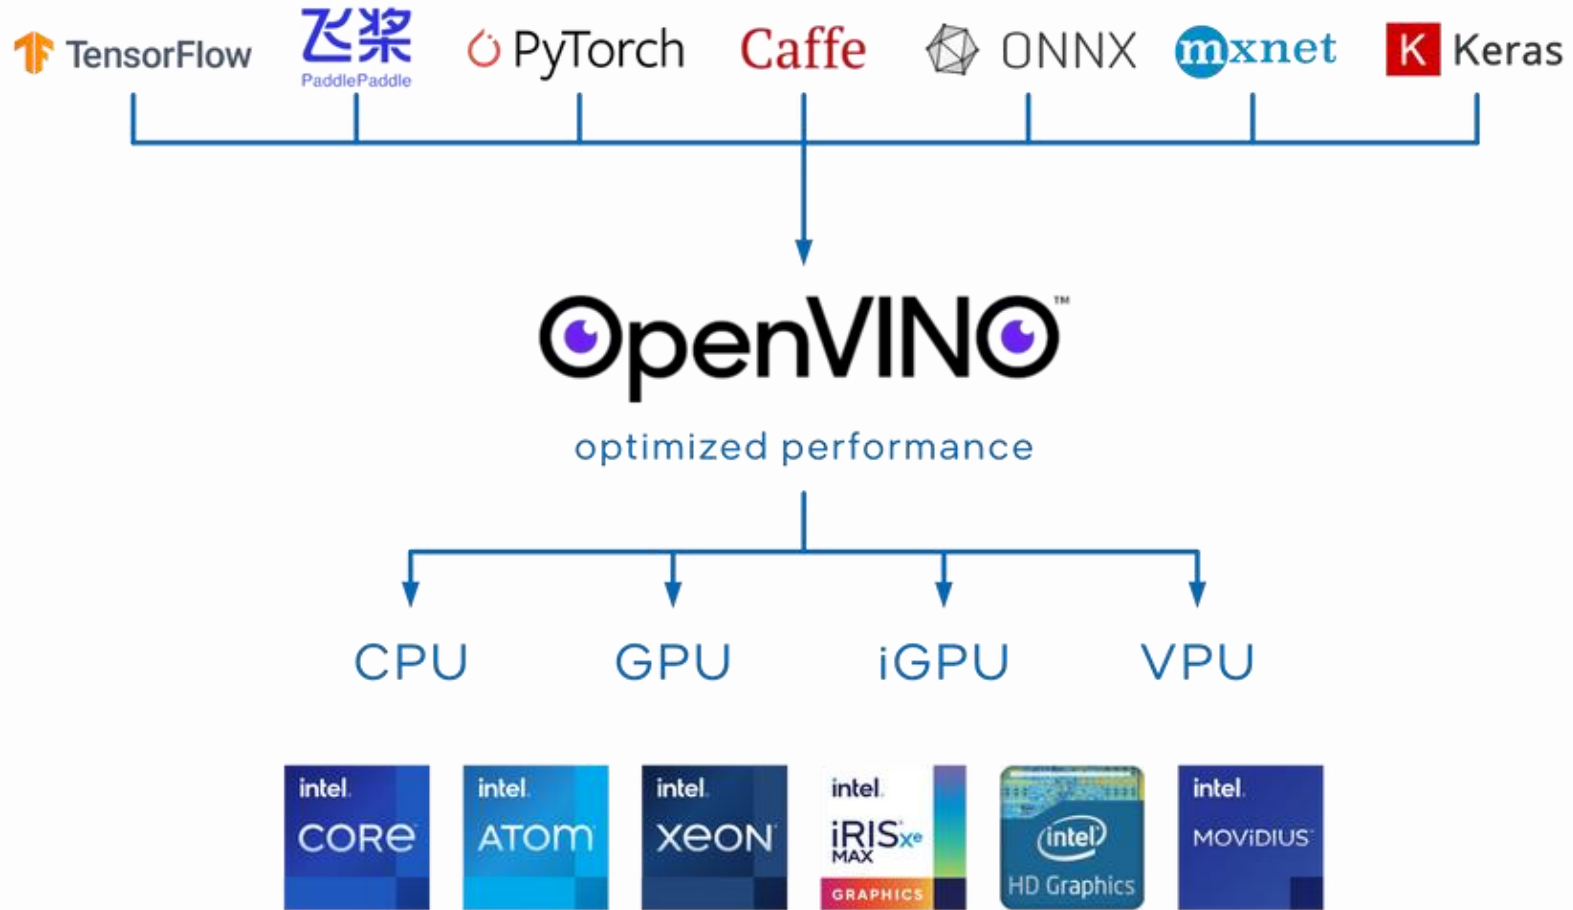 TensorFlow
飞桨
PaddlePaddle
PyTorch
Caffe
ONNX
mxnet
K Keras
OpenVINO™
optimized performance
CPU
GPU
iGPU
VPU
intel.
CORE
intel.
ATOM
intel.
XEON
intel.
iRIS Xe
MAX
GRAPHICS
intel
HD Graphics
intel.
MOVIDIUS